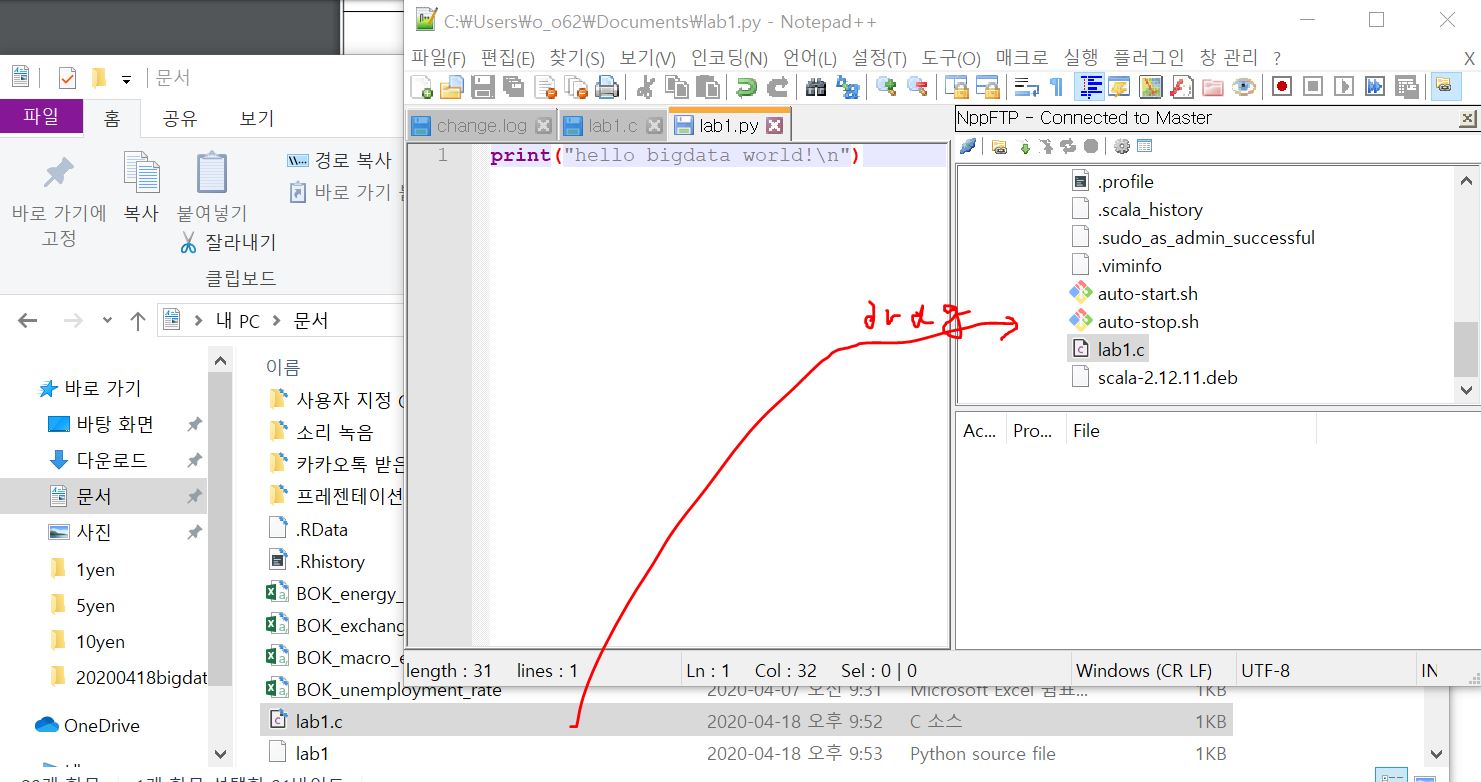 C:₩Users₩o_o62₩Documents₩lab1.py - Notepad++
파일(F) 편집(E) 찾기(S) 보기(V) 인코딩(N) 언어(L) 설정(T) 도구(O) 매크로 실행 플러그인 창 관리 ? X
change.log lab1.c lab1.py
1 print("hello bigdata world!\n")
length : 31 lines : 1 Ln : 1 Col : 32 Sel : 0 | 0 Windows (CR LF) UTF-8 IN
NppFTP - Connected to Master
.profile
.scala_history
.sudo_as_admin_successful
.viminfo
auto-start.sh
auto-stop.sh
lab1.c
scala-2.12.11.deb
Ac... Pro... File
drag
문서
파일 홈 공유 보기
바로 가기에
고정
복사
붙여넣기
경로 복사
바로 가기
잘라내기
클립보드
내 PC 문서
바로 가기
바탕 화면
다운로드
문서
사진
1yen
5yen
10yen
20200418bigdat
OneDrive
이름
사용자 지정
소리 녹음
카카오톡 받은
프레젠테이션
.RData
.Rhistory
BOK_energy_
BOK_exchang
BOK_macro_e
BOK_unemployment_rate 2020-04-07 오전 9:31 Microsoft Excel 쉼표... 1KB
lab1.c 2020-04-18 오후 9:52 C 소스 1KB
lab1 2020-04-18 오후 9:53 Python source file 1KB